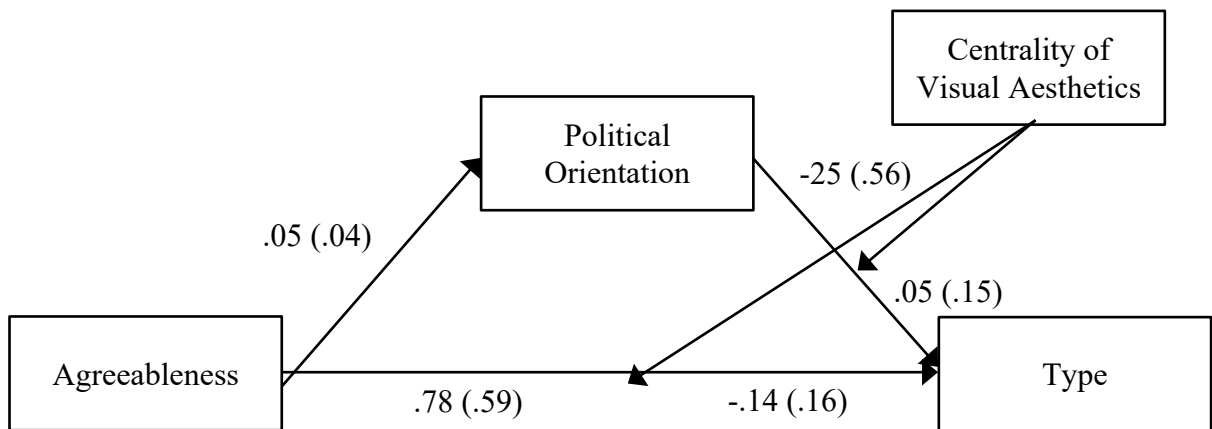 Centrality of
Visual Aesthetics
Political
Orientation
-25 (.56)
.05 (.04)
.05 (.15)
Agreeableness
Type
.78 (.59)
-.14 (.16)